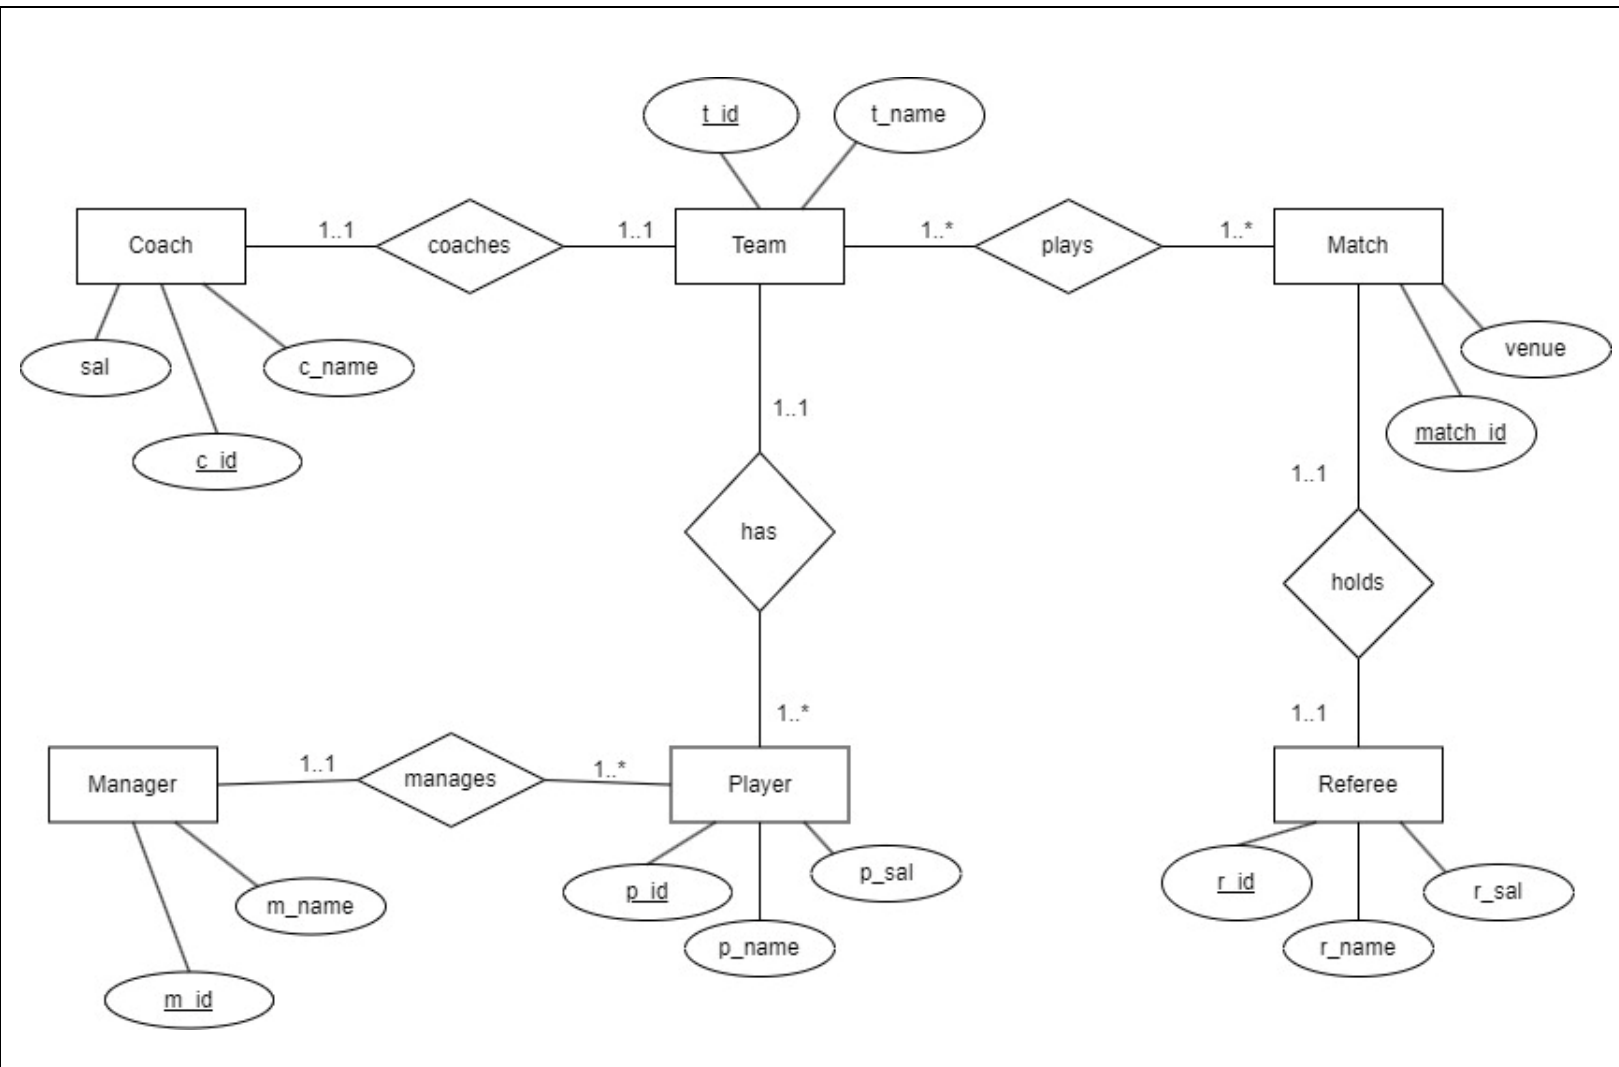 t_id
t_name
Coach
1..1
coaches
1..1
Team
1..*
plays
1..*
Match
sal
c_name
c_id
venue
match_id
1..1
1..1
has
holds
1..*
1..1
Manager
1..1
manages
1..*
Player
Referee
m_name
m_id
p_id
p_name
p_sal
r_id
r_name
r_sal